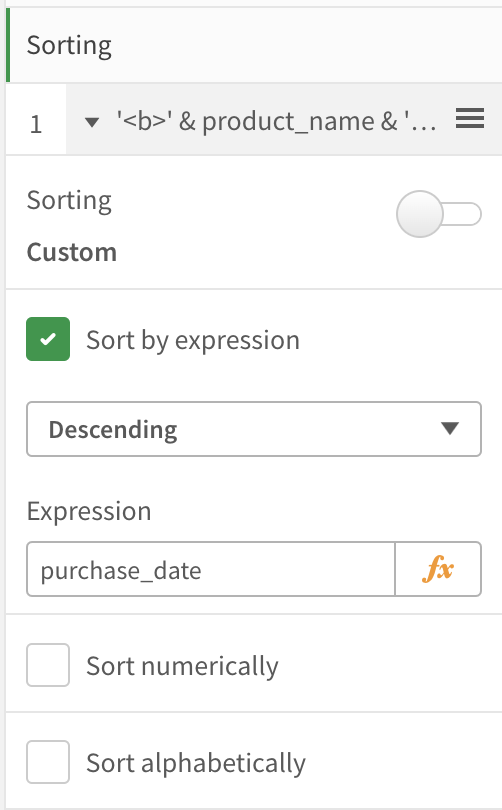 Sorting
1 '<b>' & product_name & '...
Sorting
Custom
Sort by expression
Descending
Expression
purchase_date fx
Sort numerically
Sort alphabetically